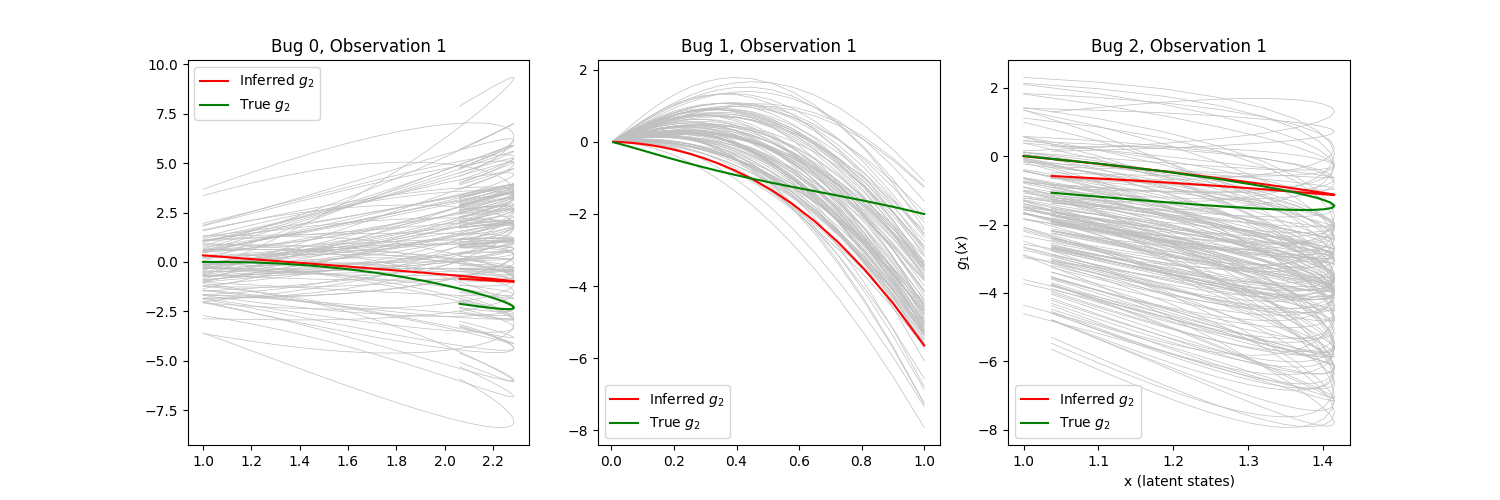 Bug 0, Observation 1
10.0
7.5
5.0
2.5
0.0
−2.5
−5.0
−7.5
Inferred g₂
True g₂
1.0 1.2 1.4 1.6 1.8 2.0 2.2
Bug 1, Observation 1
2
0
−2
−4
−6
−8
Inferred g₂
True g₂
0.0 0.2 0.4 0.6 0.8 1.0
Bug 2, Observation 1
g₁(x)
2
0
−2
−4
−6
−8
Inferred g₂
True g₂
1.0 1.1 1.2 1.3 1.4
x (latent states)